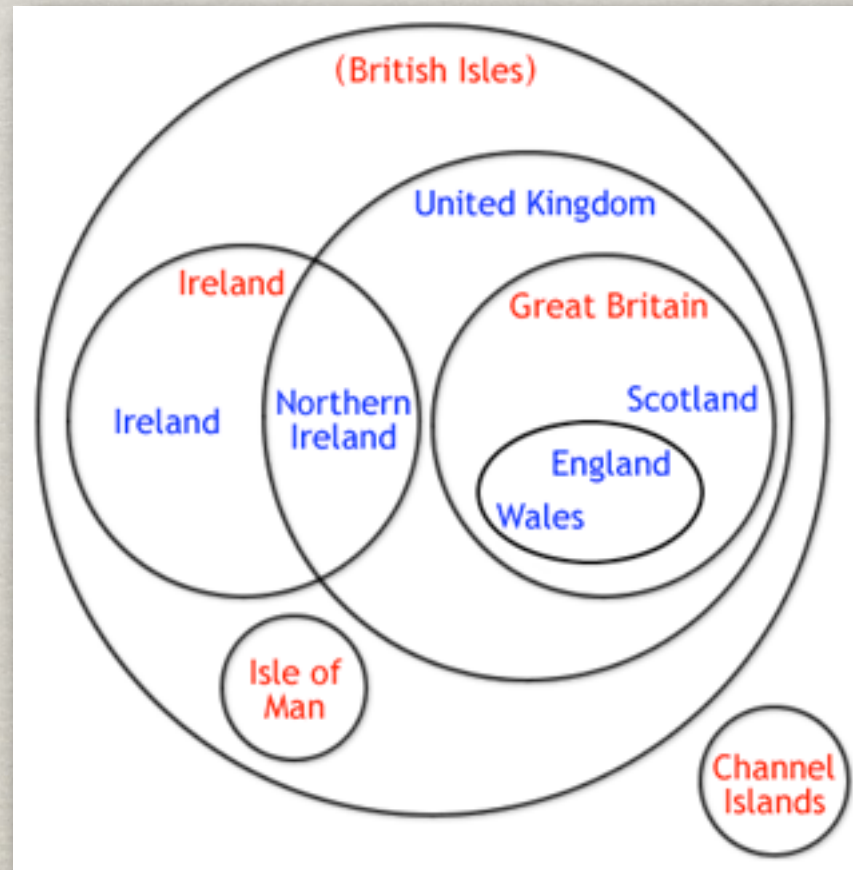 (British Isles)
United Kingdom
Ireland
Great Britain
Ireland
Northern
Ireland
Scotland
England
Wales
Isle of
Man
Channel
Islands